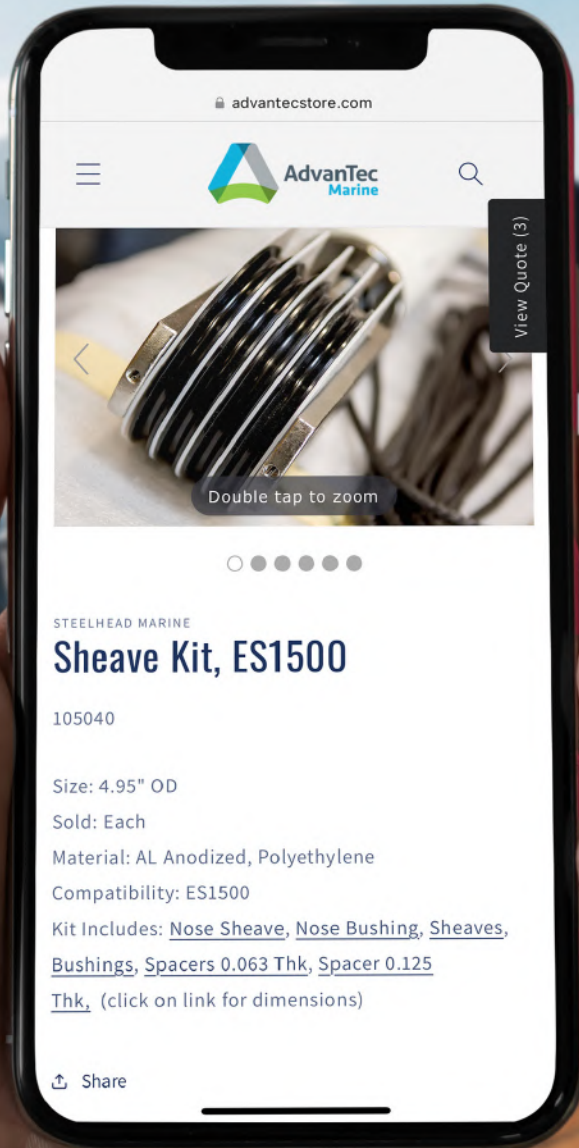 advantecstore.com
AdvanTec
Marine
View Quote (3)
Double tap to zoom
STEELHEAD MARINE
Sheave Kit, ES1500
105040
Size: 4.95" OD
Sold: Each
Material: AL Anodized, Polyethylene
Compatibility: ES1500
Kit Includes: Nose Sheave, Nose Bushing, Sheaves,
Bushings, Spacers 0.063 Thk, Spacer 0.125
Thk, (click on link for dimensions)
Share